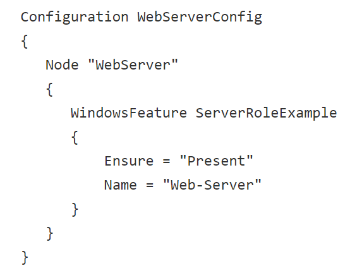 Configuration WebServerConfig
{
Node "WebServer"
{
WindowsFeature ServerRoleExample
{
Ensure = "Present"
Name = "Web-Server"
}
}
}